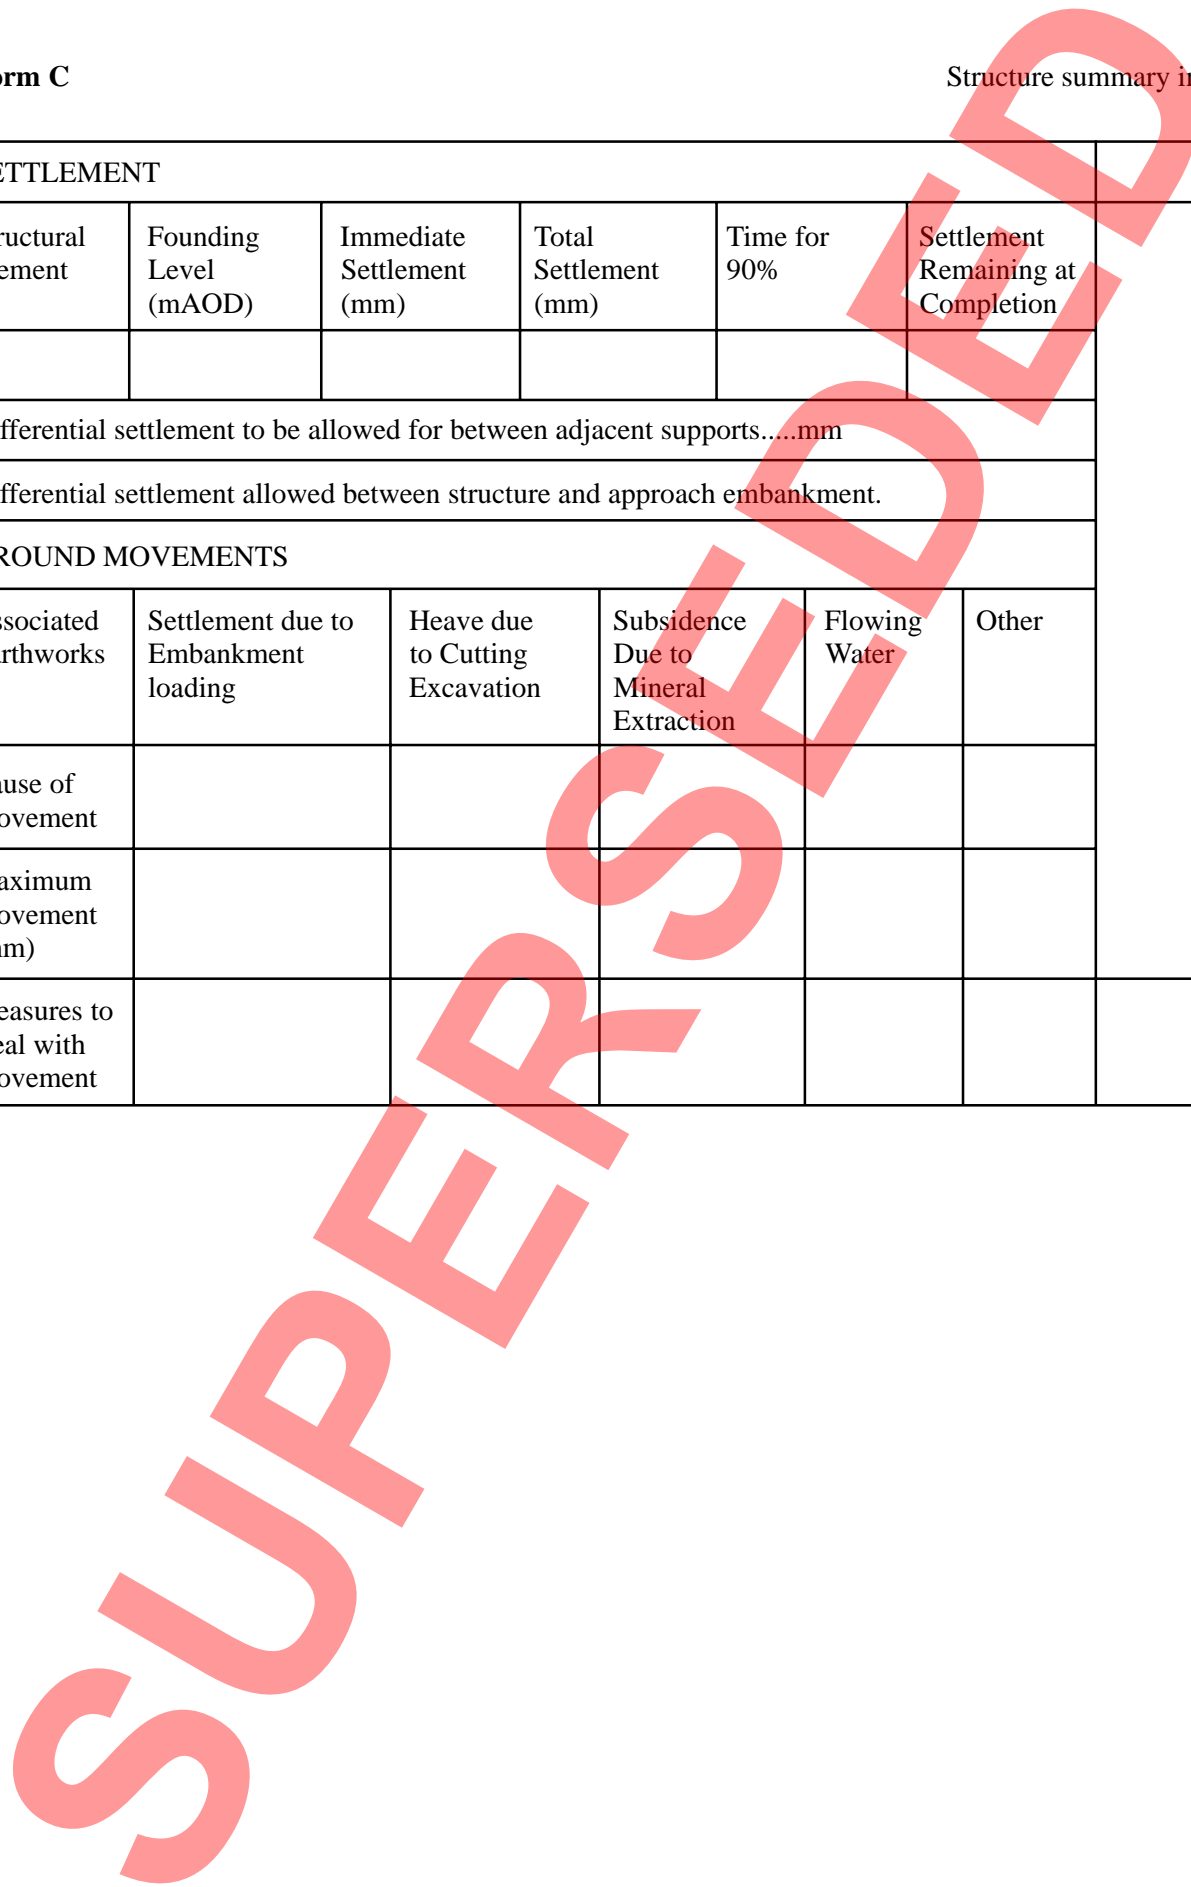 orm C
Structure summary in
ETTLEMENT
ructural
ement
Founding
Level
(mAOD)
Immediate
Settlement
(mm)
Total
Settlement
(mm)
Time for
90%
Settlement
Remaining at
Completion
fferential settlement to be allowed for between adjacent supports.....mm
fferential settlement allowed between structure and approach embankment.
ROUND MOVEMENTS
ssociated
arthworks
Settlement due to
Embankment
loading
Heave due
to Cutting
Excavation
Subsidence
Due to
Mineral
Extraction
Flowing
Water
Other
ause of
ovement
aximum
ovement
m)
easures to
eal with
ovement
SUPERSEDED